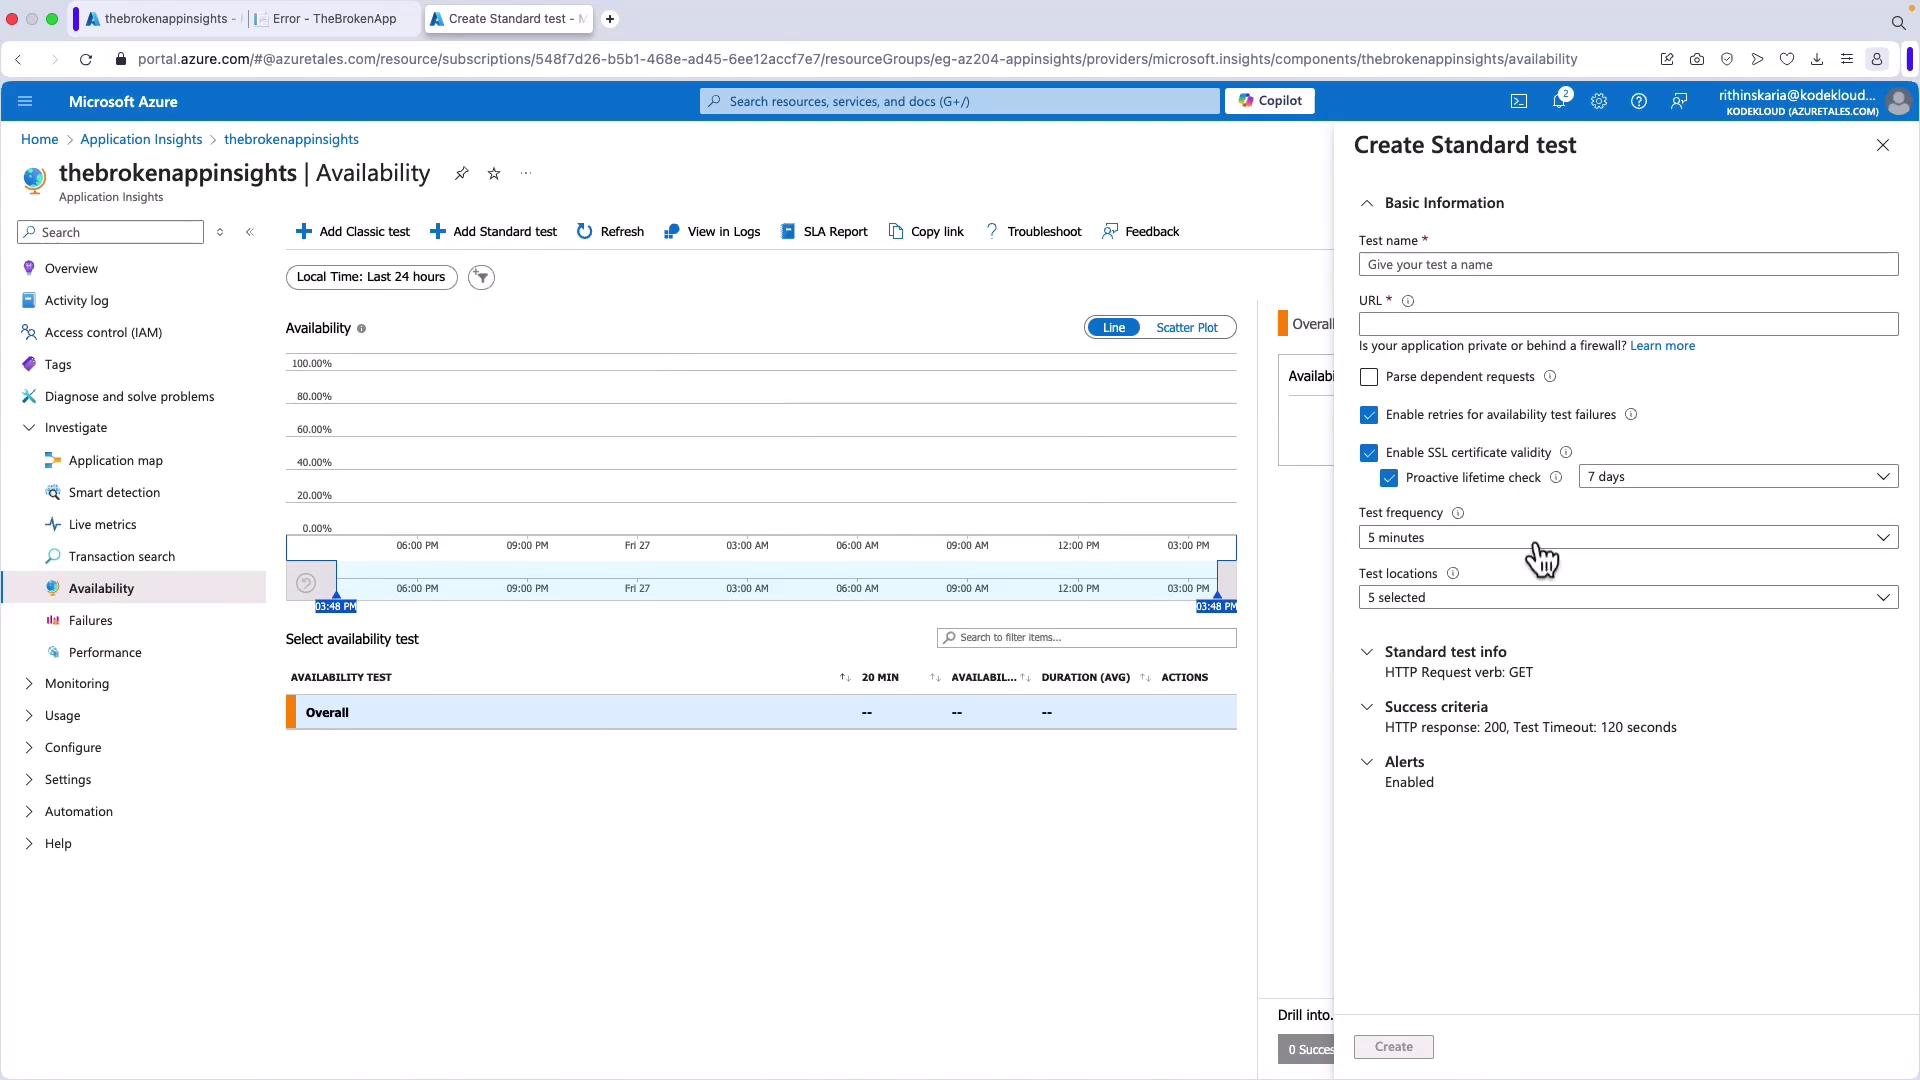 thebrokenappinsights -
Error - TheBrokenApp
Create Standard test - M
portal.azure.com/#@azuretales.com/resource/subscriptions/548f7d26-b5b1-468e-ad45-6ee12accf7e7/resourceGroups/eg-az204-appinsights/providers/microsoft.insights/components/thebrokenappinsights/availability
Microsoft Azure
Search resources, services, and docs (G+/)
Copilot
2
rithinskaria@kodekloud...
KODEKLOUD (AZURETALES.COM)
Home > Application Insights > thebrokenappinsights
thebrokenappinsights | Availability
Application Insights
Search
Overview
Activity log
Access control (IAM)
Tags
Diagnose and solve problems
Investigate
Application map
Smart detection
Live metrics
Transaction search
Availability
Failures
Performance
Monitoring
Usage
Configure
Settings
Automation
Help
Add Classic test
Add Standard test
Refresh
View in Logs
SLA Report
Copy link
Troubleshoot
Feedback
Local Time: Last 24 hours
Availability
Line
Scatter Plot
100.00%
80.00%
60.00%
40.00%
20.00%
0.00%
06:00 PM 09:00 PM Fri 27 03:00 AM 06:00 AM 09:00 AM 12:00 PM 03:00 PM
06:00 PM 09:00 PM Fri 27 03:00 AM 06:00 AM 09:00 AM 12:00 PM 03:00 PM
03:48 PM 03:48 PM
Select availability test
Search to filter items...
AVAILABILITY TEST 20 MIN AVAILABIL... DURATION (AVG) ACTIONS
Overall -- -- --
Overall
Availabi
Drill into.
0 Succes
Create Standard test
Basic Information
Test name *
Give your test a name
URL *
Is your application private or behind a firewall? Learn more
Parse dependent requests
Enable retries for availability test failures
Enable SSL certificate validity
Proactive lifetime check
7 days
Test frequency
5 minutes
Test locations
5 selected
Standard test info
HTTP Request verb: GET
Success criteria
HTTP response: 200, Test Timeout: 120 seconds
Alerts
Enabled
Create